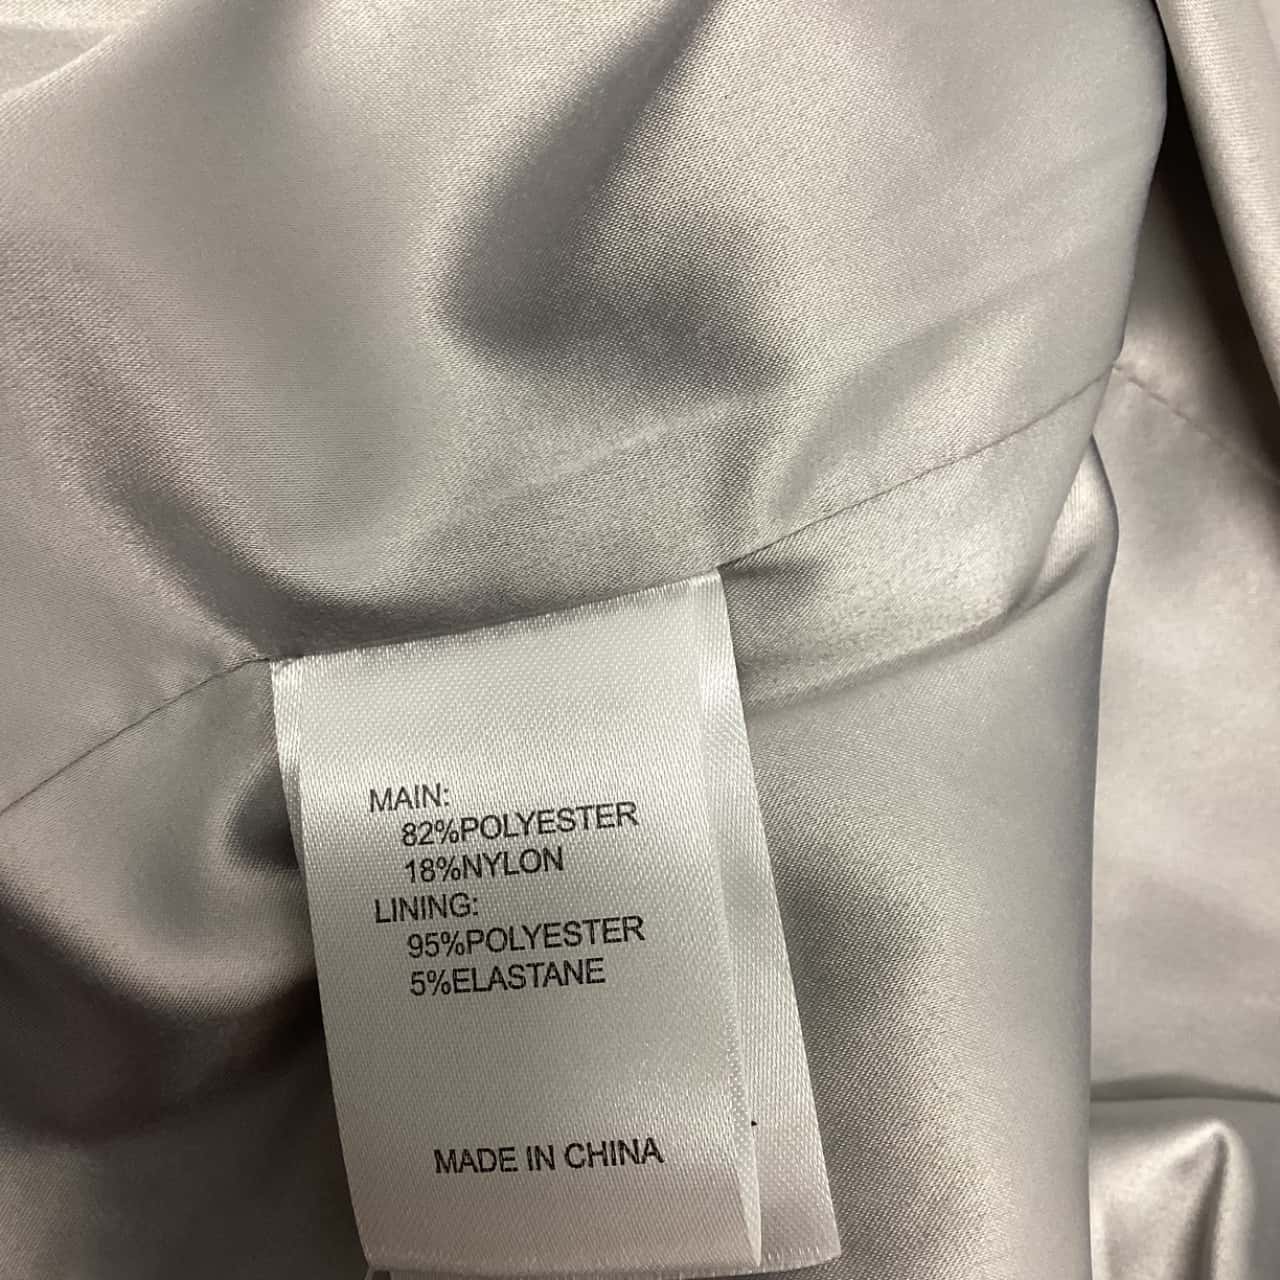 MAIN:
82%POLYESTER
18%NYLON
LINING:
95%POLYESTER
5%ELASTANE
MADE IN CHINA